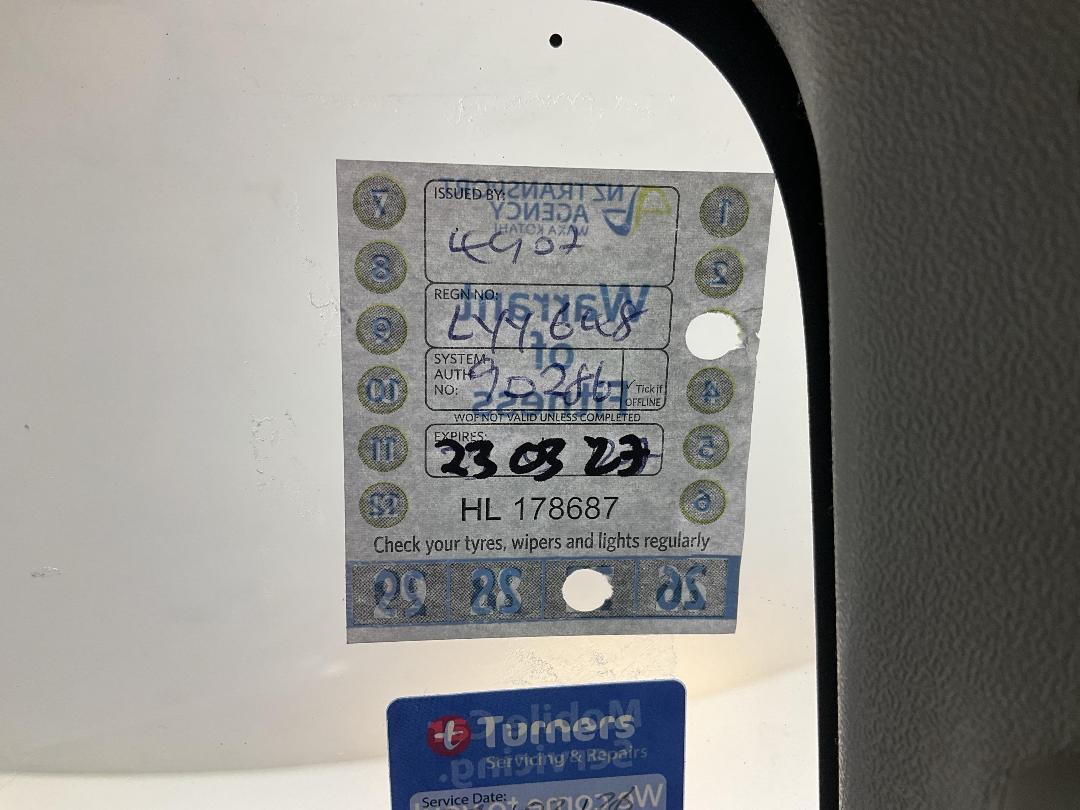 7
8
9
10
11
12
NZ TRANSPORT
AGENCY
WAKA KOTAHI
Warrant
of
Fitness
ISSUED BY:
REGN NO:
SYSTEM
AUTH
NO:
Tick if
OFFLINE
WOF NOT VALID UNLESS COMPLETED
EXPIRES:
23 03 27
HL 178687
Check your tyres, wipers and lights regularly
1
2
4
5
6
29 28 26
Turners
Servicing & Repairs
Service Date:
Servicing.